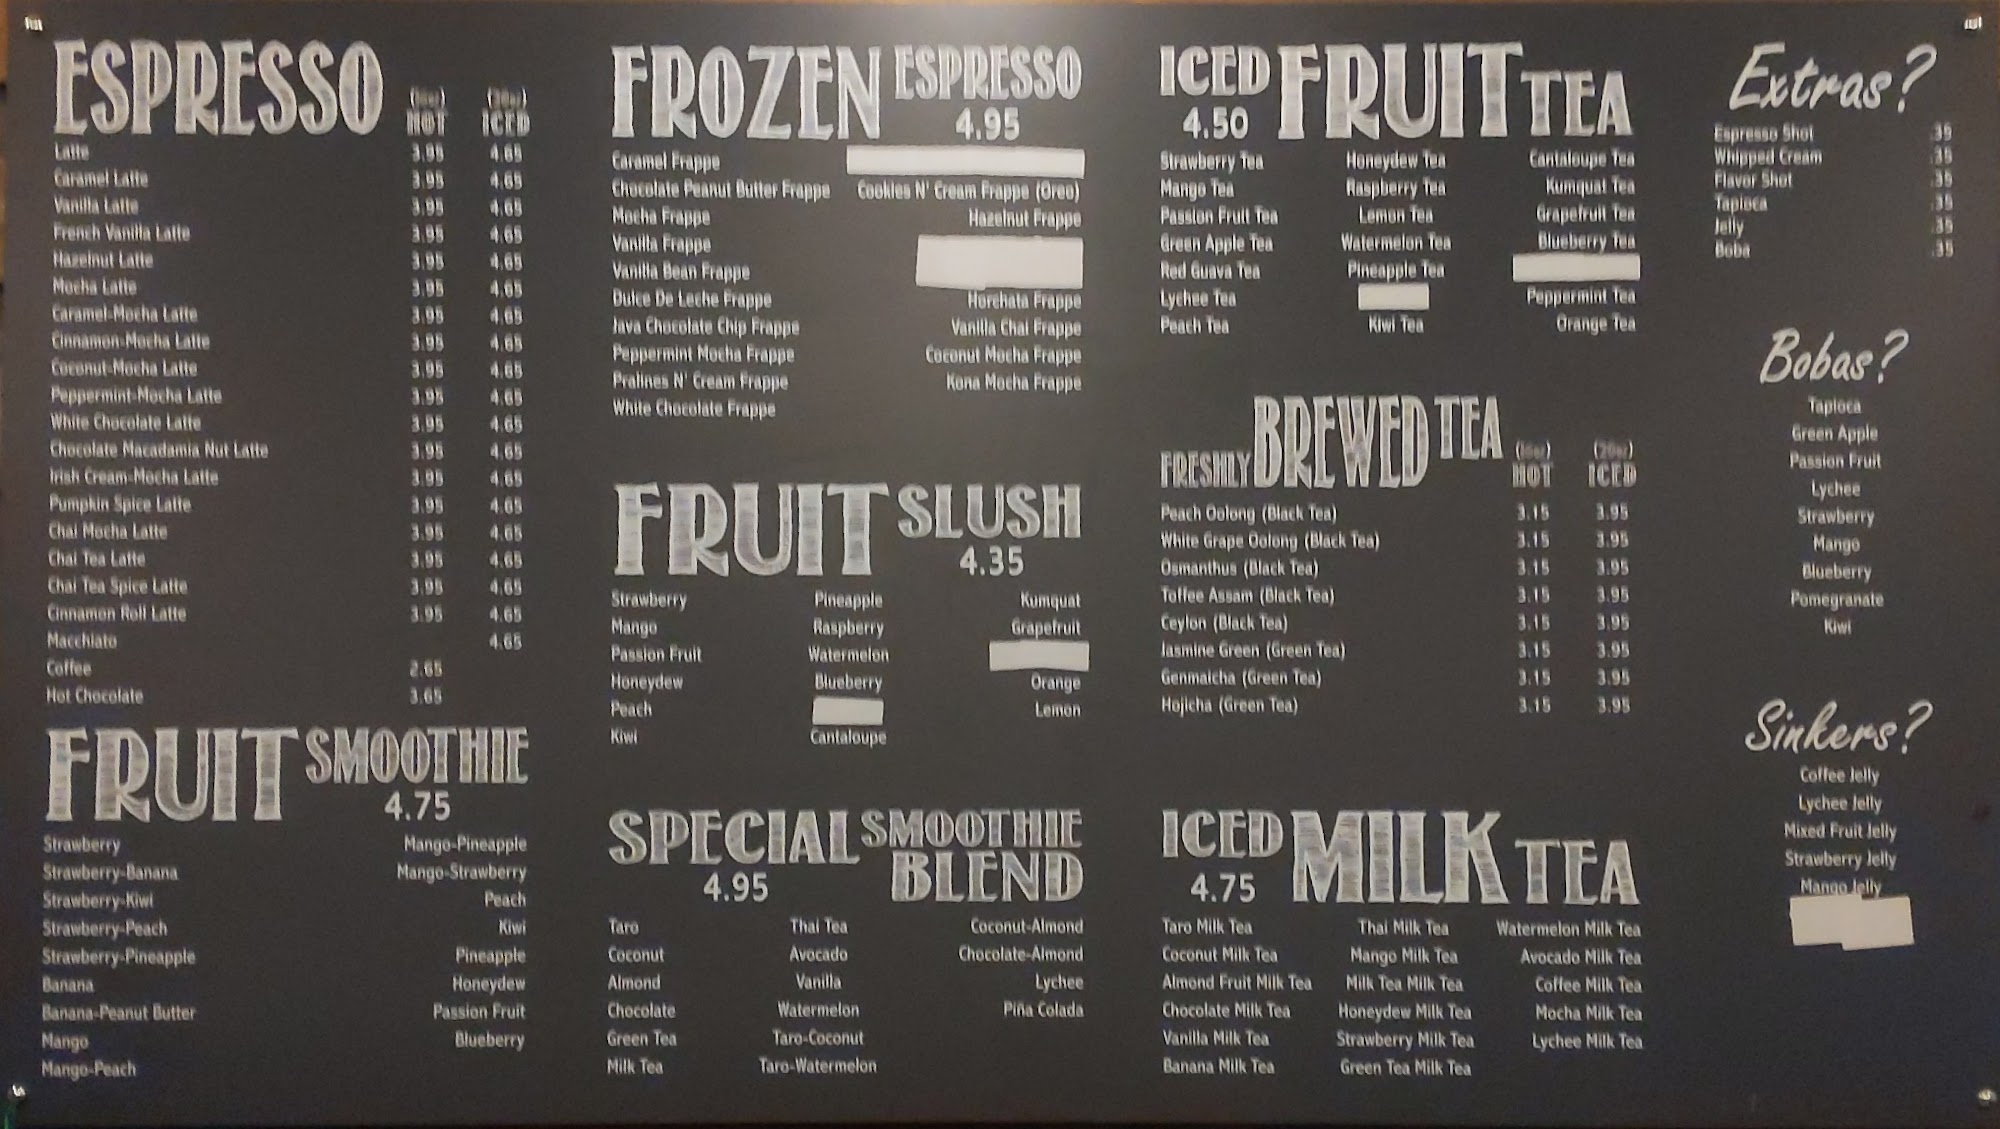 ESPRESSO
HOT ICED
Latte 3.95 4.65
Caramel Latte 3.95 4.65
Vanilla Latte 3.95 4.65
French Vanilla Latte 3.95 4.65
Hazelnut Latte 3.95 4.65
Mocha Latte 3.95 4.65
Caramel-Mocha Latte 3.95 4.65
Cinnamon-Mocha Latte 3.95 4.65
Coconut-Mocha Latte 3.95 4.65
Peppermint-Mocha Latte 3.95 4.65
White Chocolate Latte 3.95 4.65
Chocolate Macadamia Nut Latte 3.95 4.65
Irish Cream-Mocha Latte 3.95 4.65
Pumpkin Spice Latte 3.95 4.65
Chai Mocha Latte 3.95 4.65
Chai Tea Latte 3.95 4.65
Chai Tea Spice Latte 3.95 4.65
Cinnamon Roll Latte 3.95 4.65
Macchiato 4.65
Coffee 2.65
Hot Chocolate 3.65
FRUIT SMOOTHIE
4.75
Strawberry Mango-Pineapple
Strawberry-Banana Mango-Strawberry
Strawberry-Kiwi Peach
Strawberry-Peach Kiwi
Strawberry-Pineapple Pineapple
Banana Honeydew
Banana-Peanut Butter Passion Fruit
Mango Blueberry
Mango-Peach
FROZEN ESPRESSO
4.95
Caramel Frappe
Chocolate Peanut Butter Frappe Cookies N' Cream Frappe (Oreo)
Mocha Frappe Hazelnut Frappe
Vanilla Frappe
Vanilla Bean Frappe
Dulce De Leche Frappe Horchata Frappe
Java Chocolate Chip Frappe Vanilla Chai Frappe
Peppermint Mocha Frappe Coconut Mocha Frappe
Pralines N' Cream Frappe Kona Mocha Frappe
White Chocolate Frappe
FRUIT SLUSH
4.35
Strawberry Pineapple Kumquat
Mango Raspberry Grapefruit
Passion Fruit Watermelon
Honeydew Blueberry Orange
Peach Lemon
Kiwi Cantaloupe
SPECIAL SMOOTHIE
BLEND
4.95
Taro Thai Tea Coconut-Almond
Coconut Avocado Chocolate-Almond
Almond Vanilla Lychee
Chocolate Watermelon Piña Colada
Green Tea Taro-Coconut
Milk Tea Taro-Watermelon
ICED FRUIT TEA
4.50
Strawberry Tea Honeydew Tea Cantaloupe Tea
Mango Tea Raspberry Tea Kumquat Tea
Passion Fruit Tea Lemon Tea Grapefruit Tea
Green Apple Tea Watermelon Tea Blueberry Tea
Red Guava Tea Pineapple Tea
Lychee Tea Peppermint Tea
Peach Tea Kiwi Tea Orange Tea
FRESHLY BREWED TEA
(20oz)
HOT ICED
Peach Oolong (Black Tea) 3.15 3.95
White Grape Oolong (Black Tea) 3.15 3.95
Osmanthus (Black Tea) 3.15 3.95
Toffee Assam (Black Tea) 3.15 3.95
Ceylon (Black Tea) 3.15 3.95
Jasmine Green (Green Tea) 3.15 3.95
Genmaicha (Green Tea) 3.15 3.95
Hojicha (Green Tea) 3.15 3.95
ICED MILK TEA
4.75
Taro Milk Tea Thai Milk Tea Watermelon Milk Tea
Coconut Milk Tea Mango Milk Tea Avocado Milk Tea
Almond Fruit Milk Tea Milk Tea Milk Tea Coffee Milk Tea
Chocolate Milk Tea Honeydew Milk Tea Mocha Milk Tea
Vanilla Milk Tea Strawberry Milk Tea Lychee Milk Tea
Banana Milk Tea Green Tea Milk Tea
Extras?
Espresso Shot .35
Whipped Cream .35
Flavor Shot .35
Tapioca .35
Jelly .35
Boba .35
Bobas?
Tapioca
Green Apple
Passion Fruit
Lychee
Strawberry
Mango
Blueberry
Pomegranate
Kiwi
Sinkers?
Coffee Jelly
Lychee Jelly
Mixed Fruit Jelly
Strawberry Jelly
Mango Jelly